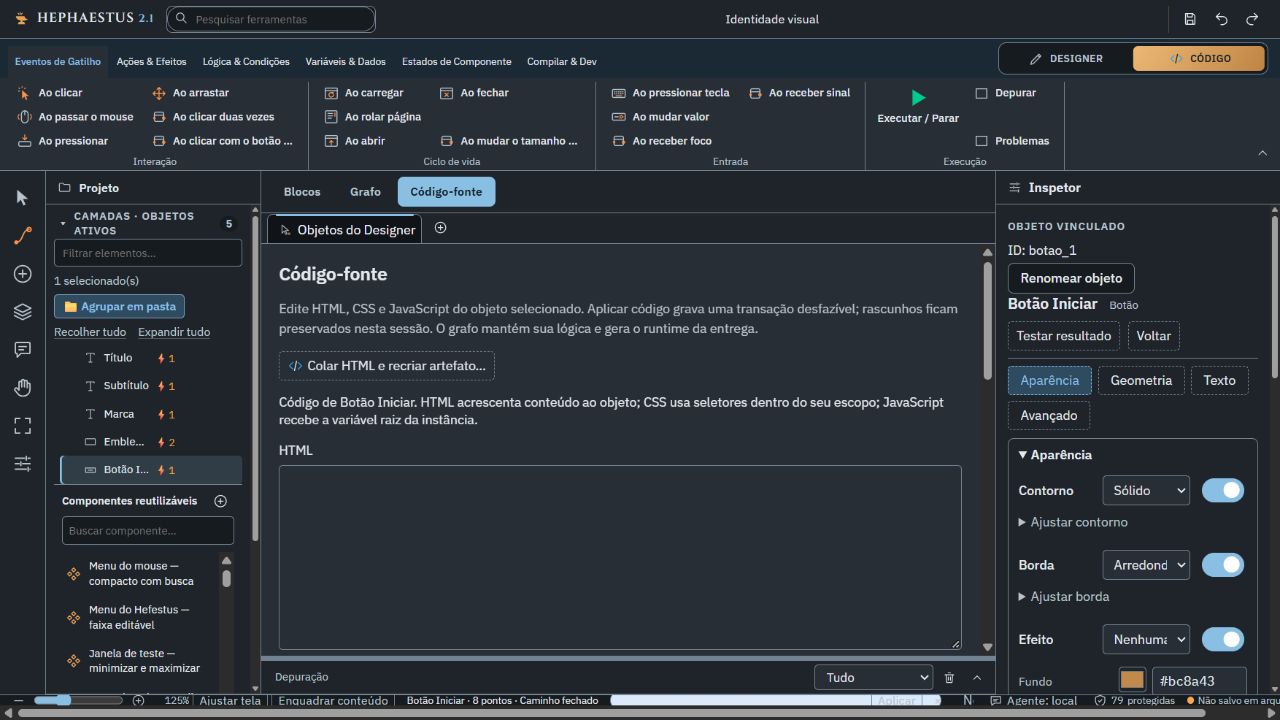 HEPHAESTUS 2.1
Pesquisar ferramentas
Identidade visual
Eventos de Gatilho
Ações & Efeitos
Lógica & Condições
Variáveis & Dados
Estados de Componente
Compilar & Dev
DESIGNER
CÓDIGO
Ao clicar
Ao arrastar
Ao passar o mouse
Ao clicar duas vezes
Ao pressionar
Ao clicar com o botão ...
Interação
Ao carregar
Ao fechar
Ao rolar página
Ao abrir
Ao mudar o tamanho ...
Ciclo de vida
Ao pressionar tecla
Ao receber sinal
Ao mudar valor
Ao receber foco
Entrada
Executar / Parar
Depurar
Problemas
Execução
Projeto
CAMADAS · OBJETOS
ATIVOS
5
Filtrar elementos...
1 selecionado(s)
Agrupar em pasta
Recolher tudo
Expandir tudo
Título 1
Subtítulo 1
Marca 1
Emble... 2
Botão I... 1
Componentes reutilizáveis
Buscar componente...
Menu do mouse —
compacto com busca
Menu do Hefestus —
faixa editável
Janela de teste —
minimizar e maximizar
Blocos
Grafo
Código-fonte
Objetos do Designer
Código-fonte
Edite HTML, CSS e JavaScript do objeto selecionado. Aplicar código grava uma transação desfazível; rascunhos ficam
preservados nesta sessão. O grafo mantém sua lógica e gera o runtime da entrega.
Colar HTML e recriar artefato...
Código de Botão Iniciar. HTML acrescenta conteúdo ao objeto; CSS usa seletores dentro do seu escopo; JavaScript
recebe a variável raiz da instância.
HTML
Depuração
Tudo
Inspetor
OBJETO VINCULADO
ID: botao_1
Renomear objeto
Botão Iniciar Botão
Testar resultado
Voltar
Aparência
Geometria
Texto
Avançado
Aparência
Contorno
Sólido
Ajustar contorno
Borda
Arredond
Ajustar borda
Efeito
Nenhuma
Fundo
#bc8a43
125%
Ajustar tela
Enquadrar conteúdo
Botão Iniciar · 8 pontos · Caminho fechado
Aplicar
Agente: local
79 protegidas
Não salvo em arqu